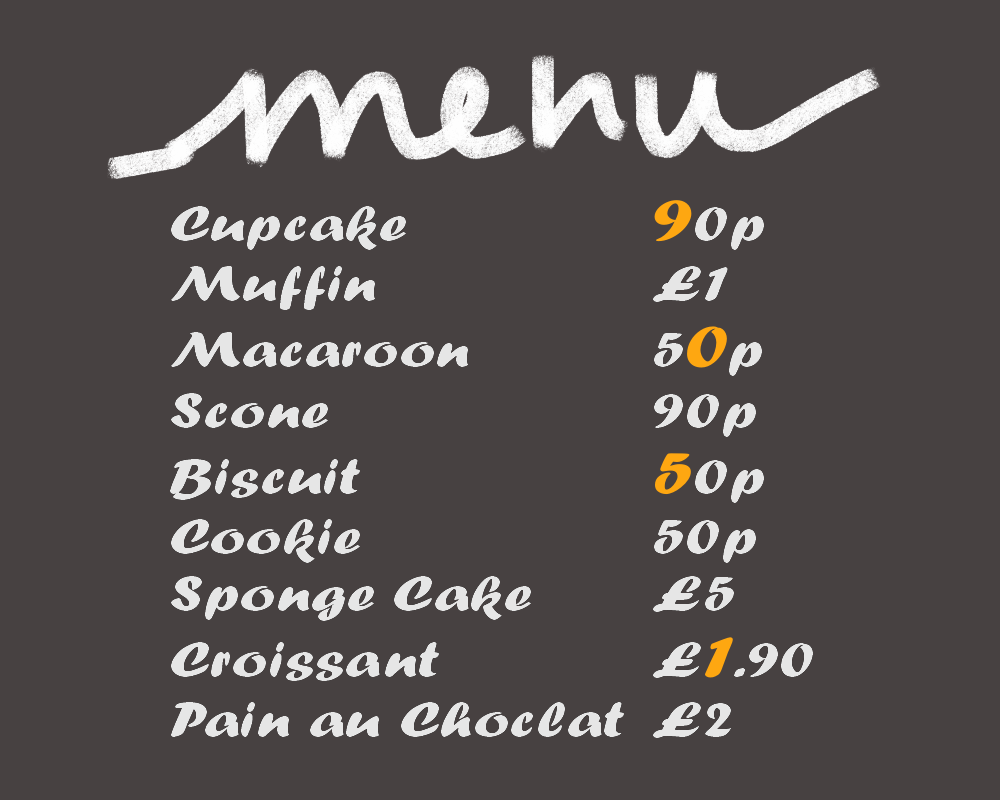 menu
Cupcake 90p
Muffin £1
Macaroon 50p
Scone 90p
Biscuit 50p
Cookie 50p
Sponge Cake £5
Croissant £1.90
Pain au Choclat £2